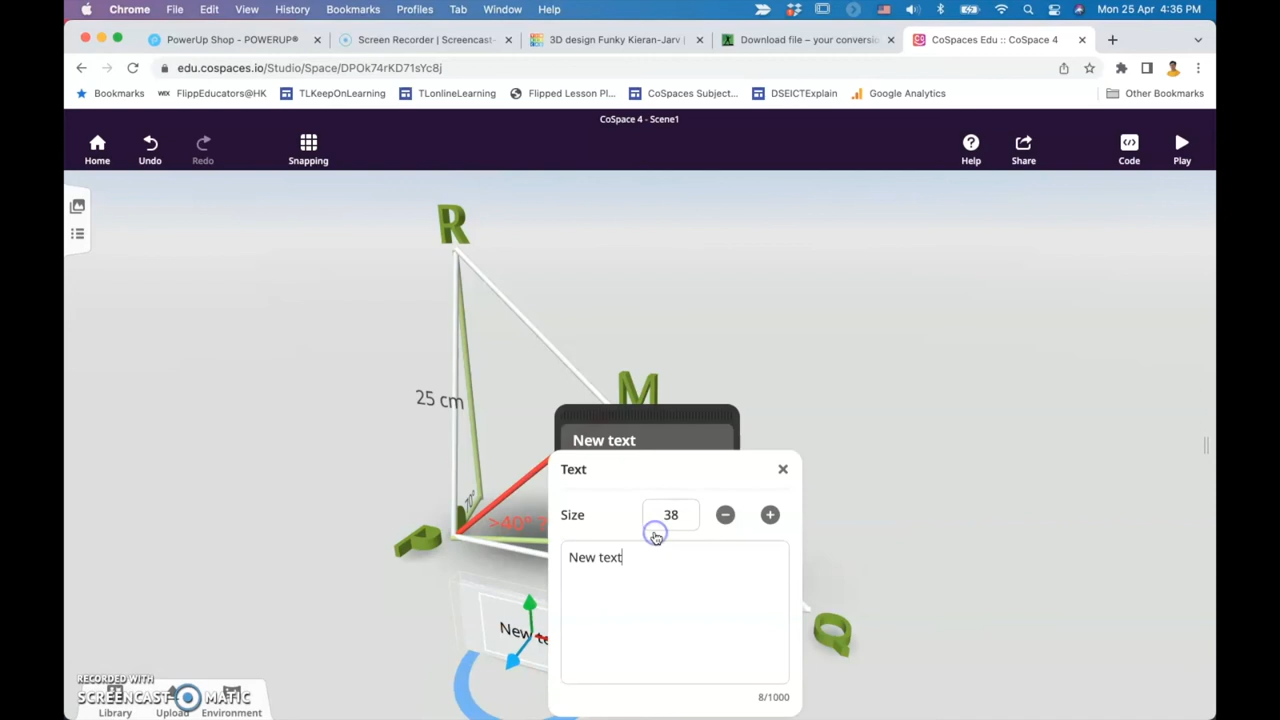 Chrome File Edit View History Bookmarks Profiles Tab Window Help Mon 25 Apr 4:36 PM
PowerUp Shop - POWERUP® Screen Recorder | Screencast- 3D design Funky Kieran-Jarv | Download file – your conversio CoSpaces Edu :: CoSpace 4
edu.cospaces.io/Studio/Space/DPOk74rKD71sYc8j
Bookmarks WIX FlippEducators@HK TLKeepOnLearning TLonlineLearning Flipped Lesson Pl... CoSpaces Subject... DSEICTExplain Google Analytics Other Bookmarks
CoSpace 4 - Scene1
Home Undo Redo Snapping Help Share Code Play
R
25 cm
M
New text
Text
Size 38
70°
>40° ?
P
New text
New te
Q
8/1000
RECORDED WITH
SCREENCAST MATIC
Library Upload Environment